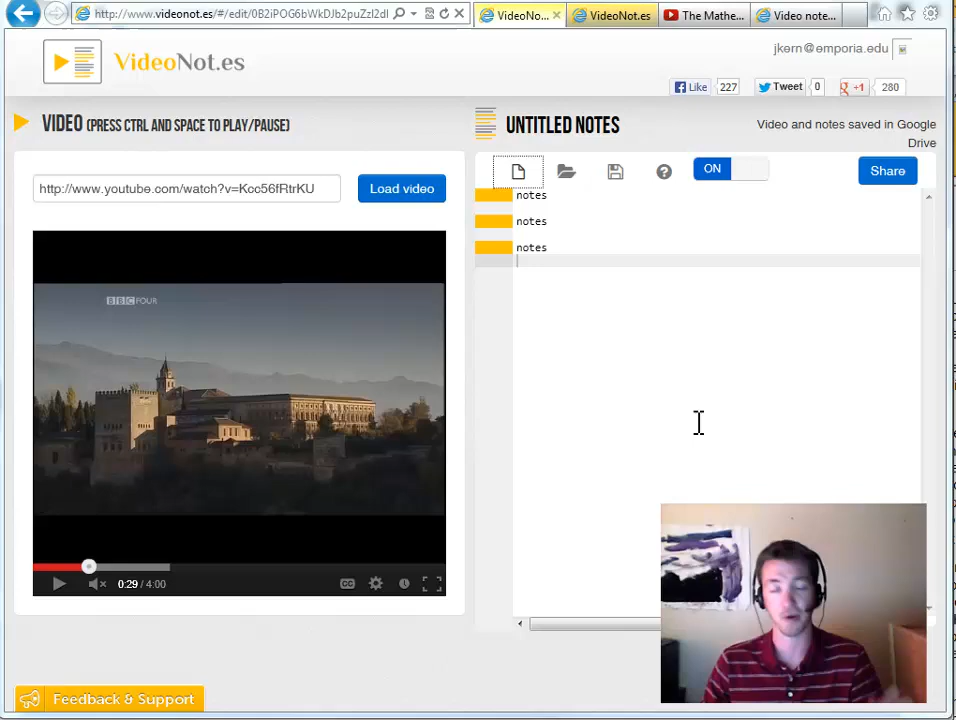 http://www.videonot.es/#/edit/0B2iPOG6bWkDJb2puZzI2dl
VideoNo...
VideoNot.es
The Mathe...
Video note...
VideoNot.es
jkern@emporia.edu
Like 227
Tweet 0
+1 280
VIDEO (PRESS CTRL AND SPACE TO PLAY/PAUSE)
UNTITLED NOTES
Video and notes saved in Google
Drive
http://www.youtube.com/watch?v=Kcc56fRtrKU
Load video
ON
Share
notes
notes
notes
BBC FOUR
0:29 / 4:00
CC
Feedback & Support